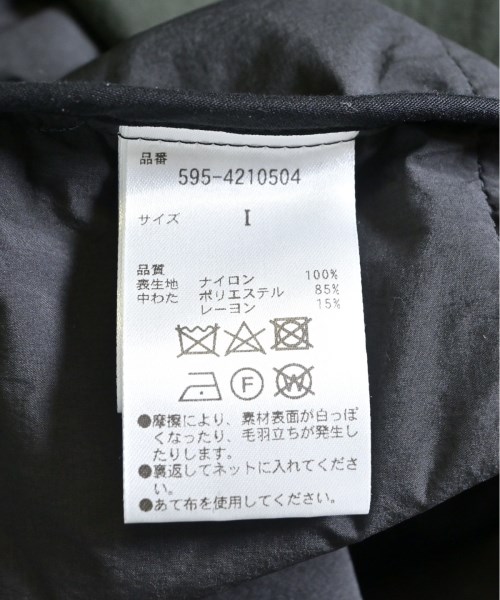 品番
595-4210504
サイズ I
品質
表生地 ナイロン 100%
中わた ポリエステル 85%
レーヨン 15%
F W
●摩擦により、素材表面が白っぽ
くなったり、毛羽立ちが発生し
たりします。
●裏返してネットに入れてくださ
い。
●あて布を使用してください。